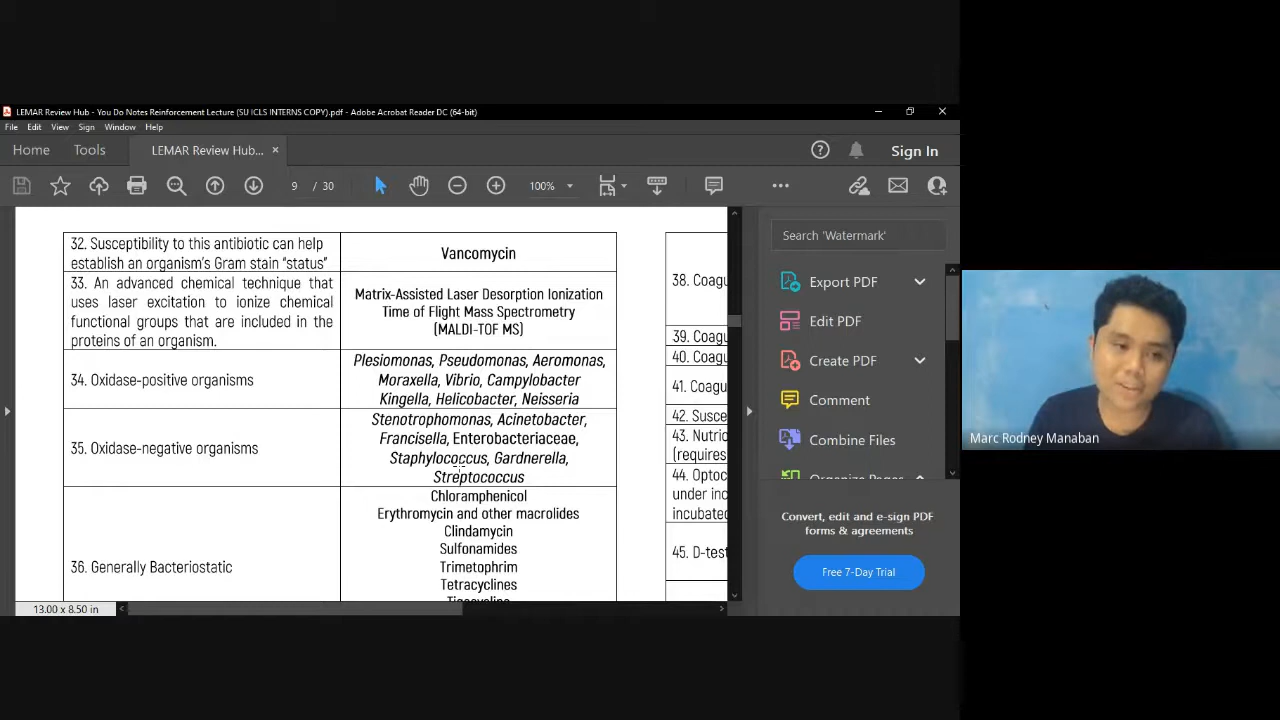 LEMAR Review Hub - You Do Notes Reinforcement Lecture (SU ICLS INTERNS COPY).pdf - Adobe Acrobat Reader DC (64-bit)
File Edit View Sign Window Help
Home Tools LEMAR Review Hub... × Sign In
9 / 30 100%
32. Susceptibility to this antibiotic can help
establish an organism's Gram stain "status"
Vancomycin
33. An advanced chemical technique that
uses laser excitation to ionize chemical
functional groups that are included in the
proteins of an organism.
Matrix-Assisted Laser Desorption Ionization
Time of Flight Mass Spectrometry
(MALDI-TOF MS)
34. Oxidase-positive organisms
Plesiomonas, Pseudomonas, Aeromonas,
Moraxella, Vibrio, Campylobacter
Kingella, Helicobacter, Neisseria
35. Oxidase-negative organisms
Stenotrophomonas, Acinetobacter,
Francisella, Enterobacteriaceae,
Staphylococcus, Gardnerella,
Streptococcus
36. Generally Bacteriostatic
Chloramphenicol
Erythromycin and other macrolides
Clindamycin
Sulfonamides
Trimetophrim
Tetracyclines
38. Coagu
39. Coagu
40. Coagu
41. Coagu
42. Susce
43. Nutric
(requires
44. Optoc
under inc
incubated
45. D-test
13.00 x 8.50 in
Search 'Watermark'
Export PDF
Edit PDF
Create PDF
Comment
Combine Files
Organize Pages
Convert, edit and e-sign PDF
forms & agreements
Free 7-Day Trial
Marc Rodney Manaban